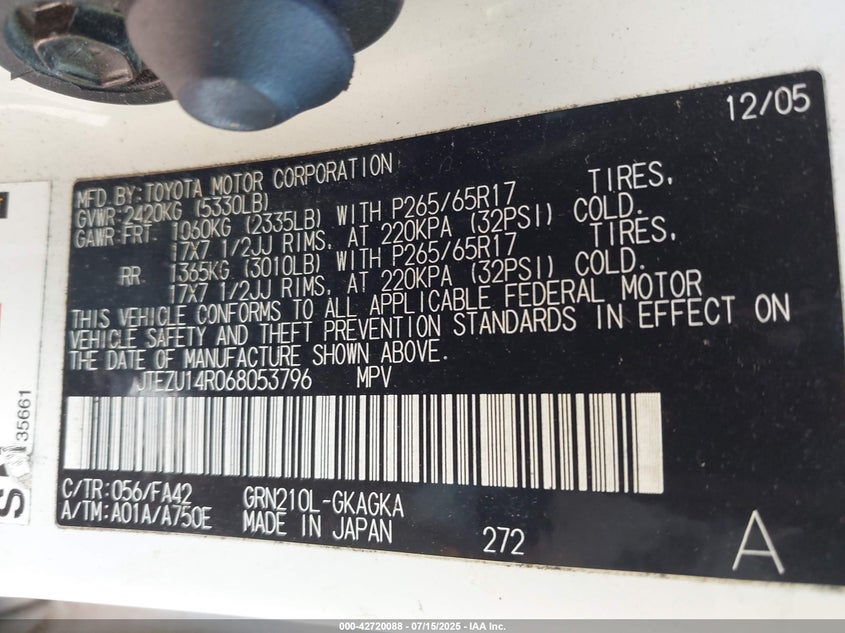 12/05
MFD.BY:TOYOTA MOTOR CORPORATION
GVWR:2420KG (5330LB)
GAWR:FRT. 1060KG (2335LB) WITH P265/65R17 TIRES,
17X7 1/2JJ RIMS, AT 220KPA (32PSI) COLD.
RR. 1365KG (3010LB) WITH P265/65R17 TIRES,
17X7 1/2JJ RIMS, AT 220KPA (32PSI) COLD.
THIS VEHICLE CONFORMS TO ALL APPLICABLE FEDERAL MOTOR
VEHICLE SAFETY AND THEFT PREVENTION STANDARDS IN EFFECT ON
THE DATE OF MANUFACTURE SHOWN ABOVE.
JTEZU14R068053796 MPV
C/TR:056/FA42 GRN210L-GKAGKA
A/TM:A01A/A750E MADE IN JAPAN 272 A
35661
000-42720088 - 07/15/2025 - IAA Inc.